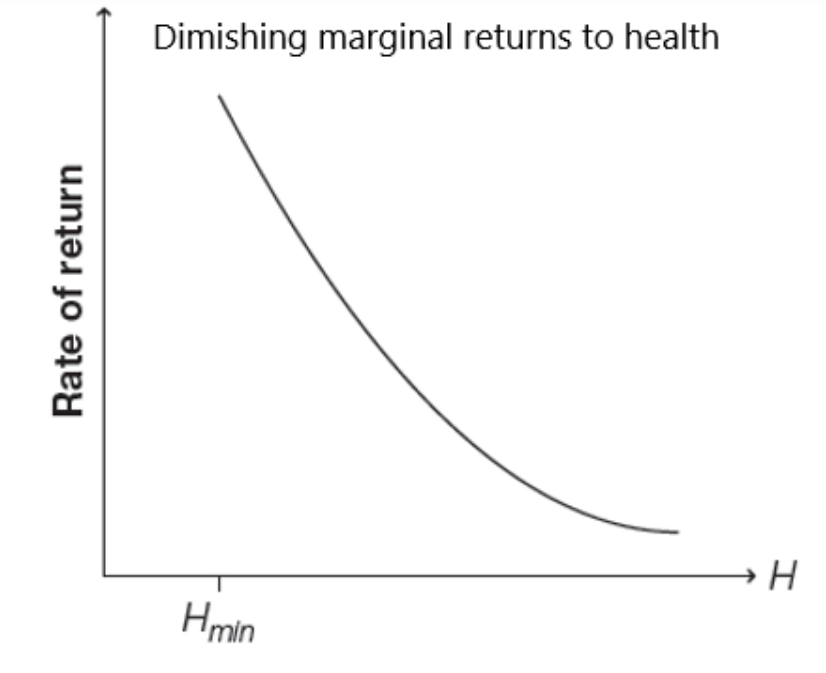 Dimishing marginal returns to health
Rate of return
H
Hmin